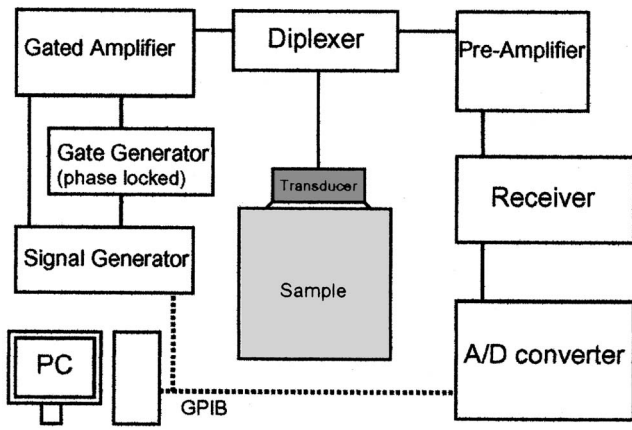 Gated Amplifier
Diplexer
Pre-Amplifier
Gate Generator
(phase locked)
Transducer
Receiver
Signal Generator
Sample
PC
A/D converter
GPIB